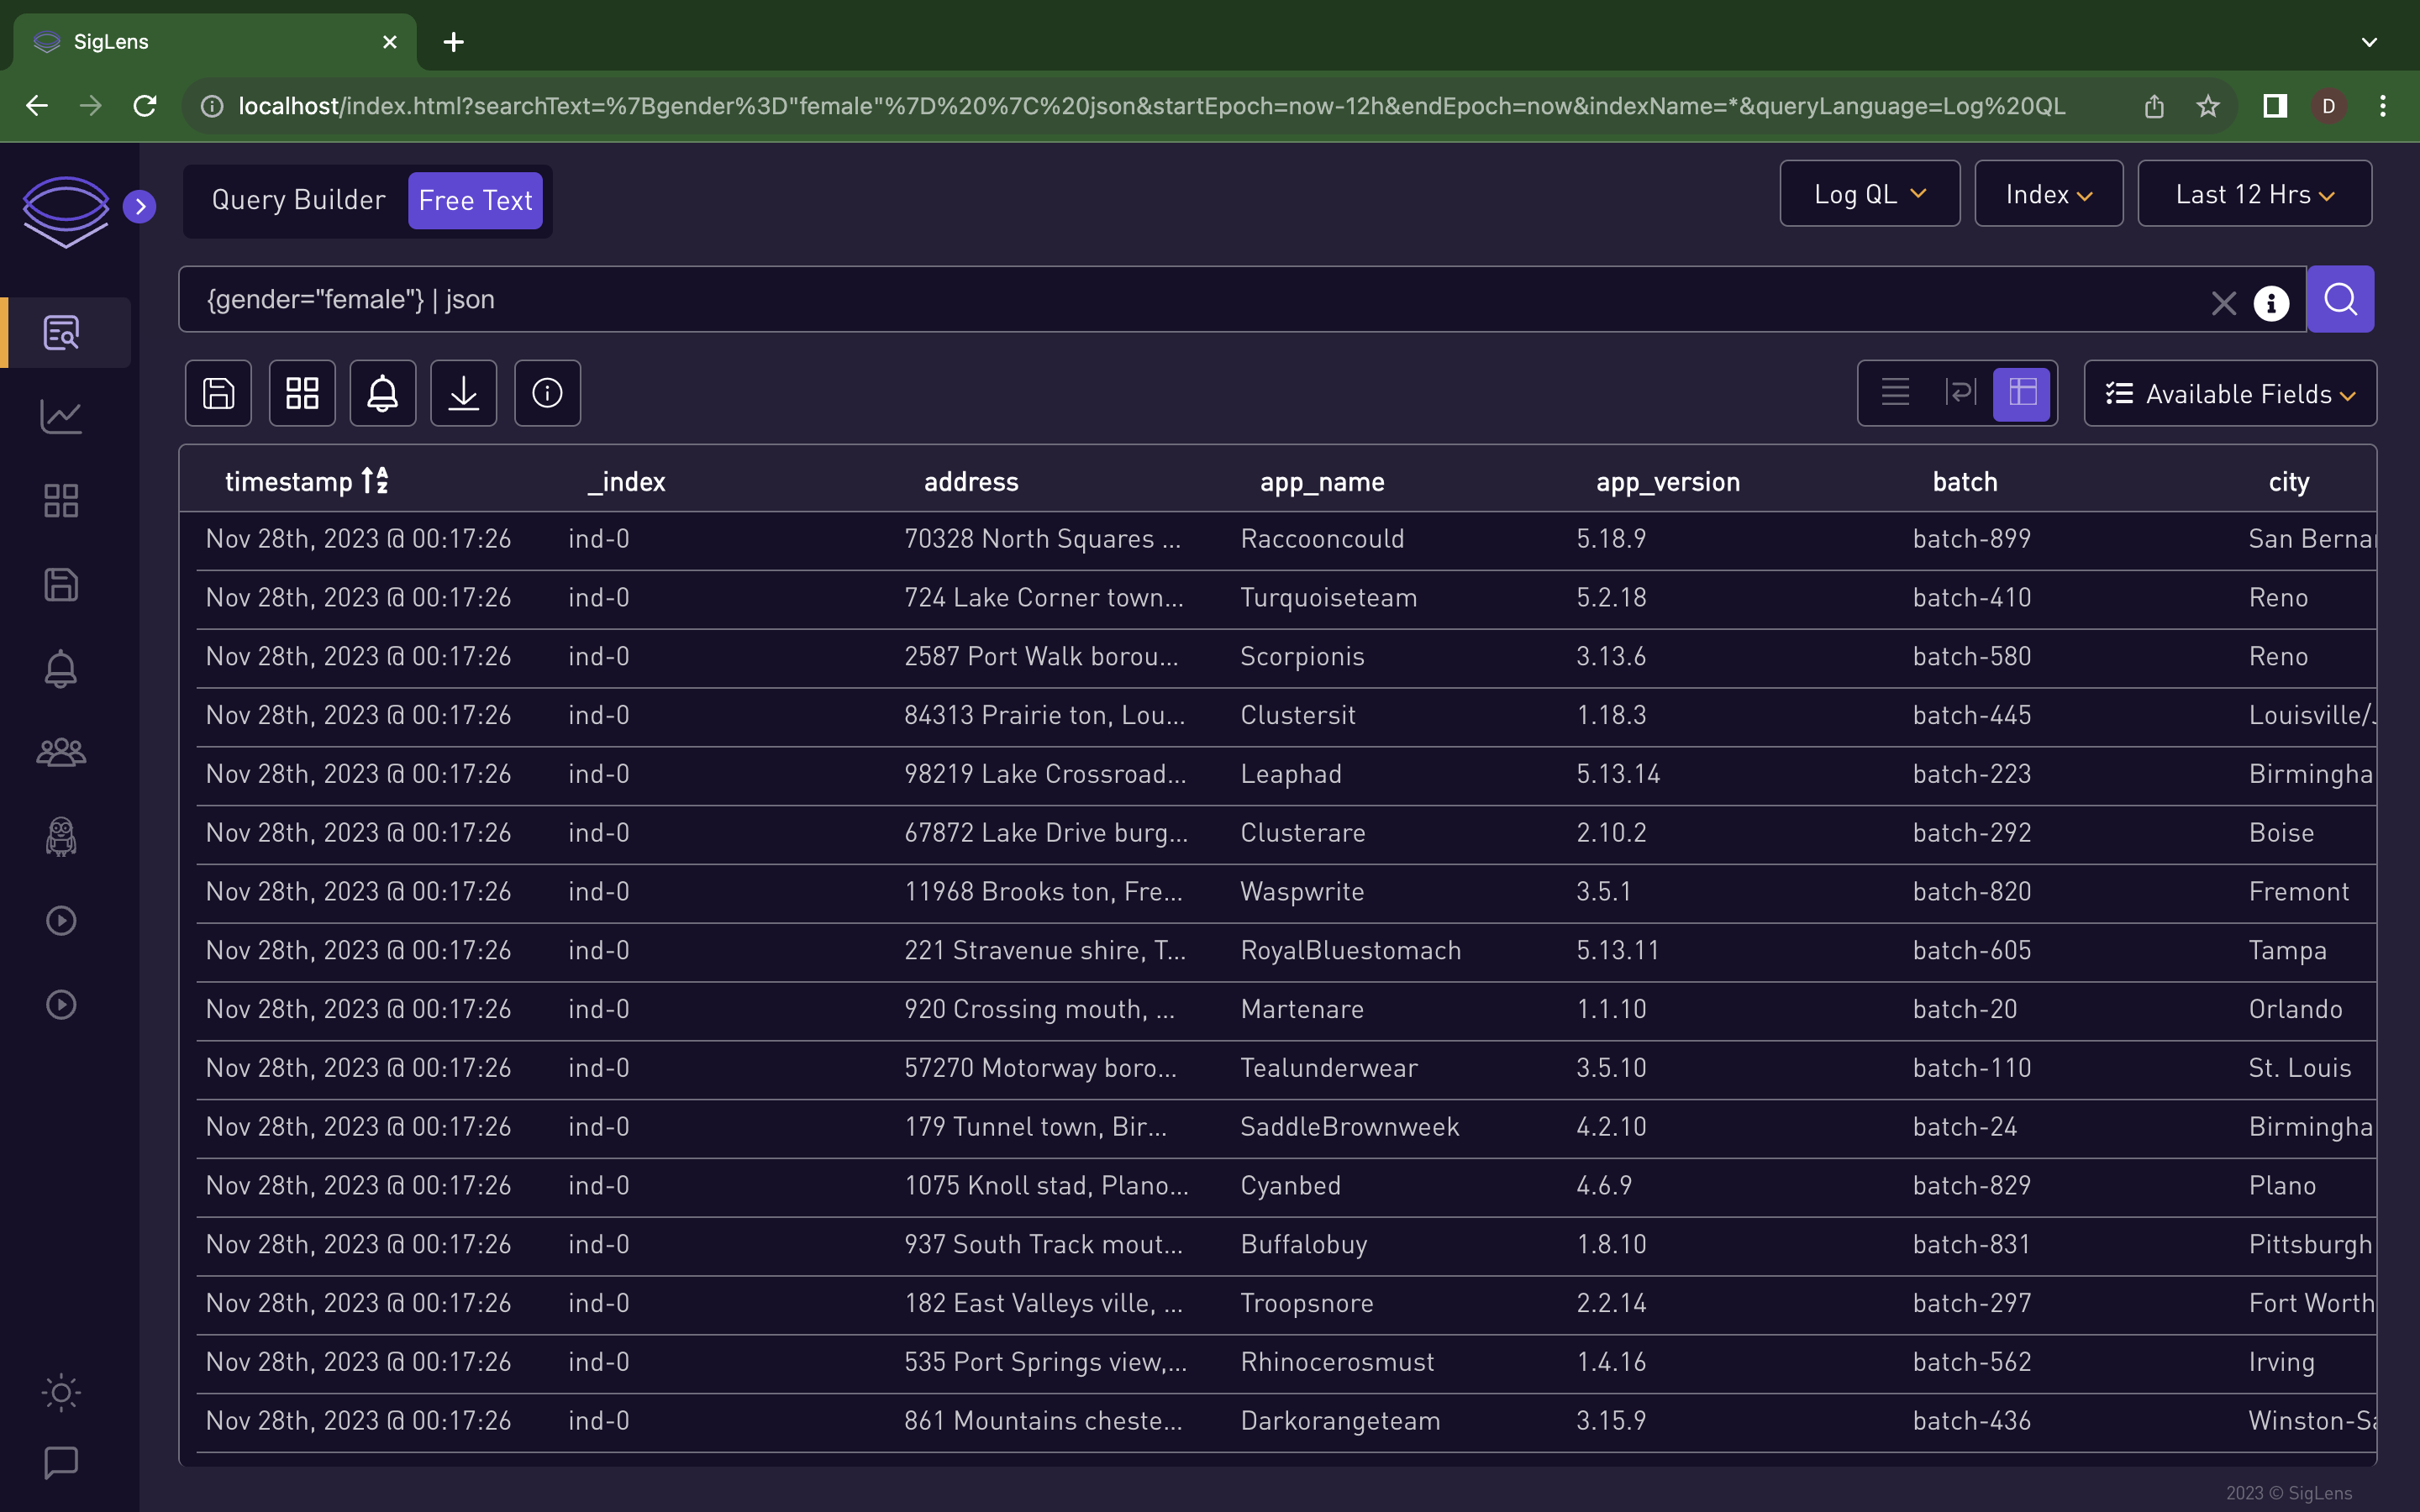 SigLens
localhost/index.html?searchText=%7Bgender%3D"female"%7D%20%7C%20json&startEpoch=now-12h&endEpoch=now&indexName=*&queryLanguage=Log%20QL
D
Query Builder Free Text Log QL Index Last 12 Hrs
{gender="female"} | json
Available Fields
timestamp _index address app_name app_version batch city
Nov 28th, 2023 @ 00:17:26 ind-0 70328 North Squares ... Raccooncould 5.18.9 batch-899 San Bernar
Nov 28th, 2023 @ 00:17:26 ind-0 724 Lake Corner town... Turquoiseteam 5.2.18 batch-410 Reno
Nov 28th, 2023 @ 00:17:26 ind-0 2587 Port Walk borou... Scorpionis 3.13.6 batch-580 Reno
Nov 28th, 2023 @ 00:17:26 ind-0 84313 Prairie ton, Lou... Clustersit 1.18.3 batch-445 Louisville/J
Nov 28th, 2023 @ 00:17:26 ind-0 98219 Lake Crossroad... Leaphad 5.13.14 batch-223 Birmingha
Nov 28th, 2023 @ 00:17:26 ind-0 67872 Lake Drive burg... Clusterare 2.10.2 batch-292 Boise
Nov 28th, 2023 @ 00:17:26 ind-0 11968 Brooks ton, Fre... Waspwrite 3.5.1 batch-820 Fremont
Nov 28th, 2023 @ 00:17:26 ind-0 221 Stravenue shire, T... RoyalBluestomach 5.13.11 batch-605 Tampa
Nov 28th, 2023 @ 00:17:26 ind-0 920 Crossing mouth, ... Martenare 1.1.10 batch-20 Orlando
Nov 28th, 2023 @ 00:17:26 ind-0 57270 Motorway boro... Tealunderwear 3.5.10 batch-110 St. Louis
Nov 28th, 2023 @ 00:17:26 ind-0 179 Tunnel town, Bir... SaddleBrownweek 4.2.10 batch-24 Birmingha
Nov 28th, 2023 @ 00:17:26 ind-0 1075 Knoll stad, Plano... Cyanbed 4.6.9 batch-829 Plano
Nov 28th, 2023 @ 00:17:26 ind-0 937 South Track mout... Buffalobuy 1.8.10 batch-831 Pittsburgh
Nov 28th, 2023 @ 00:17:26 ind-0 182 East Valleys ville, ... Troopsnore 2.2.14 batch-297 Fort Worth
Nov 28th, 2023 @ 00:17:26 ind-0 535 Port Springs view,... Rhinocerosmust 1.4.16 batch-562 Irving
Nov 28th, 2023 @ 00:17:26 ind-0 861 Mountains cheste... Darkorangeteam 3.15.9 batch-436 Winston-Sa
2023 © SigLens